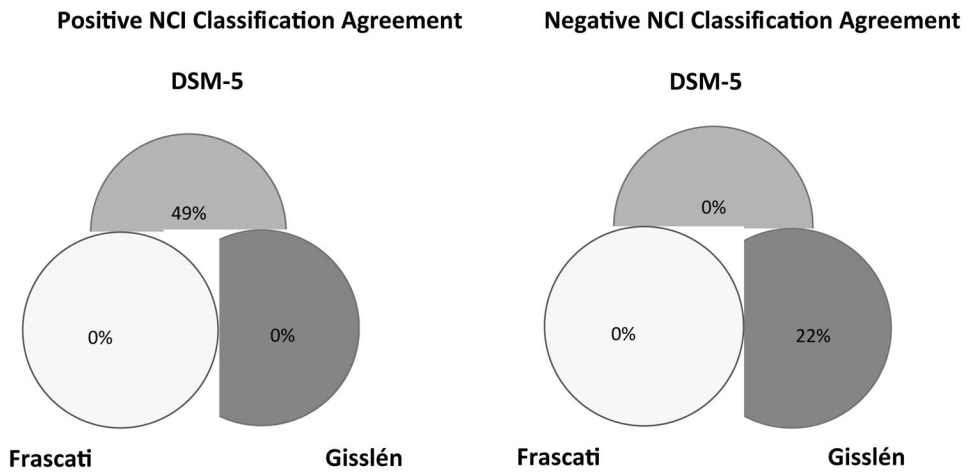 Positive NCI Classification Agreement
Negative NCI Classification Agreement
DSM-5
DSM-5
49%
0%
0%
0%
0%
22%
Frascati
Gisslén
Frascati
Gisslén